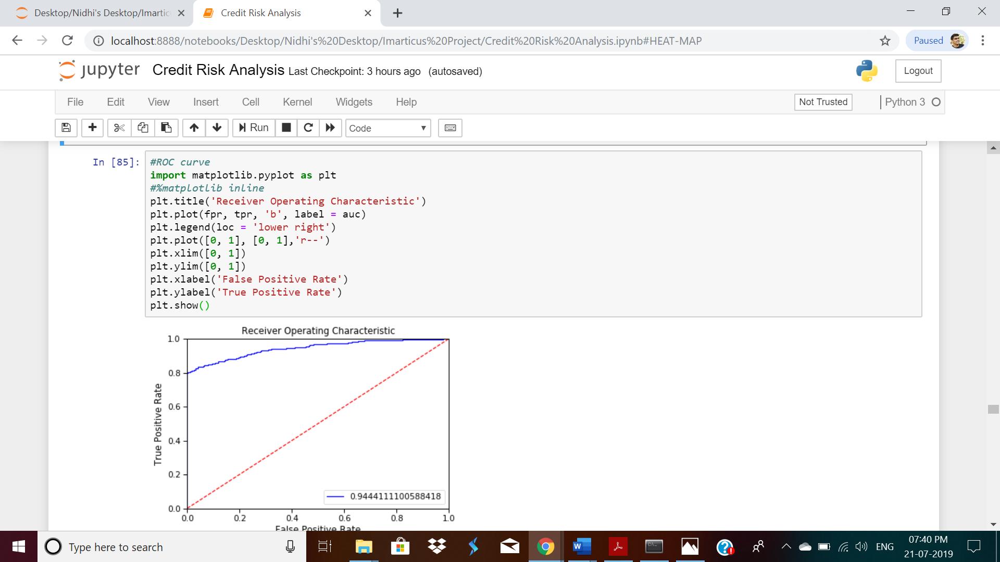 Desktop/Nidhi's Desktop/Imartic
Credit Risk Analysis
localhost:8888/notebooks/Desktop/Nidhi's%20Desktop/Imarticus%20Project/Credit%20Risk%20Analysis.ipynb#HEAT-MAP
Paused
jupyter Credit Risk Analysis Last Checkpoint: 3 hours ago (autosaved)
Logout
File Edit View Insert Cell Kernel Widgets Help
Not Trusted
Python 3
Run
Code
In [85]:
#ROC curve
import matplotlib.pyplot as plt
#%matplotlib inline
plt.title('Receiver Operating Characteristic')
plt.plot(fpr, tpr, 'b', label = auc)
plt.legend(loc = 'lower right')
plt.plot([0, 1], [0, 1],'r--')
plt.xlim([0, 1])
plt.ylim([0, 1])
plt.xlabel('False Positive Rate')
plt.ylabel('True Positive Rate')
plt.show()
Receiver Operating Characteristic
1.0
0.8
0.6
0.4
0.2
0.0
True Positive Rate
0.9444111100588418
0.0 0.2 0.4 0.6 0.8 1.0
False Positive Rate
Type here to search
ENG
07:40 PM
21-07-2019